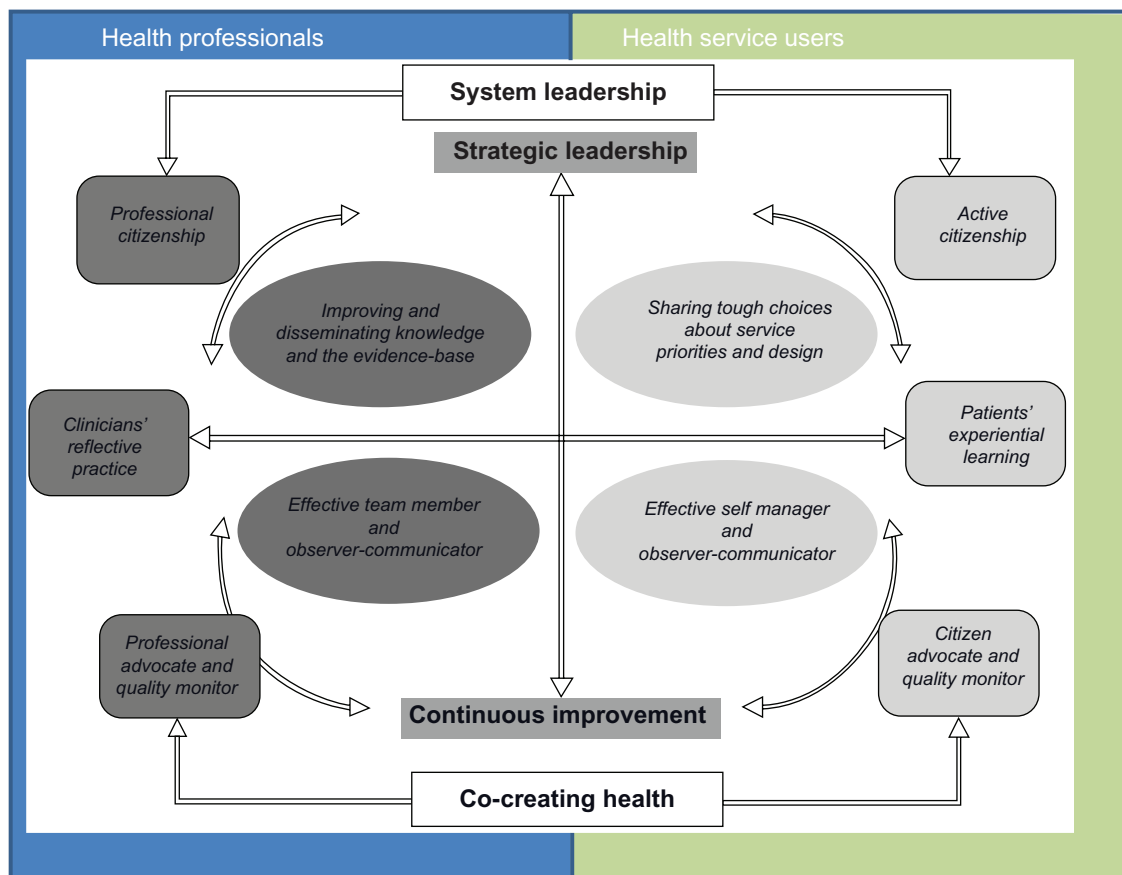 Health professionals
Health service users
System leadership
Strategic leadership
Professional
citizenship
Active
citizenship
Improving and
disseminating knowledge
and the evidence-base
Sharing tough choices
about service
priorities and design
Clinicians’
reflective
practice
Patients’
experiential
learning
Effective team member
and
observer-communicator
Effective self manager
and
observer-communicator
Professional
advocate and
quality monitor
Citizen
advocate and
quality monitor
Continuous improvement
Co-creating health